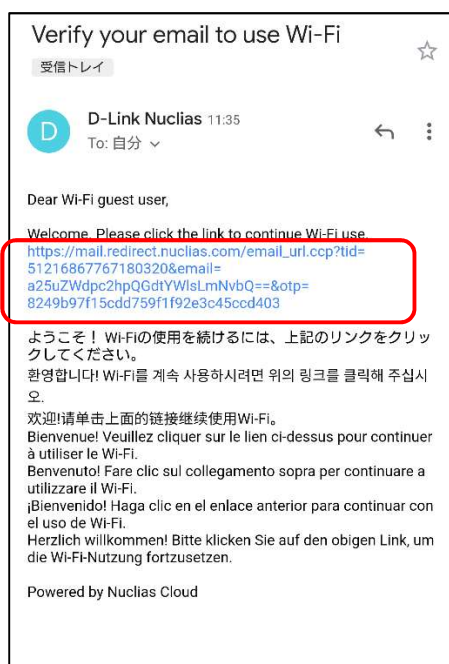 Verify your email to use Wi-Fi
受信トレイ
D
D-Link Nuclias 11:35
To: 自分
Dear Wi-Fi guest user,
Welcome. Please click the link to continue Wi-Fi use.
https://mail.redirect.nuclias.com/email_url.ccp?tid=
51216867767180320&email=
a25uZWdpc2hpQGdtYWlsLmNvbQ==&otp=
8249b97f15cdd759f1f92e3c45ccd403
ようこそ！ Wi-Fiの使用を続けるには、上記のリンクをクリッ
クしてください。
환영합니다! Wi-Fi를 계속 사용하시려면 위의 링크를 클릭해 주십시
오.
欢迎!请单击上面的链接继续使用Wi-Fi。
Bienvenue! Veuillez cliquer sur le lien ci-dessus pour continuer
à utiliser le Wi-Fi.
Benvenuto! Fare clic sul collegamento sopra per continuare a
utilizzare il Wi-Fi.
¡Bienvenido! Haga clic en el enlace anterior para continuar con
el uso de Wi-Fi.
Herzlich willkommen! Bitte klicken Sie auf den obigen Link, um
die Wi-Fi-Nutzung fortzusetzen.
Powered by Nuclias Cloud